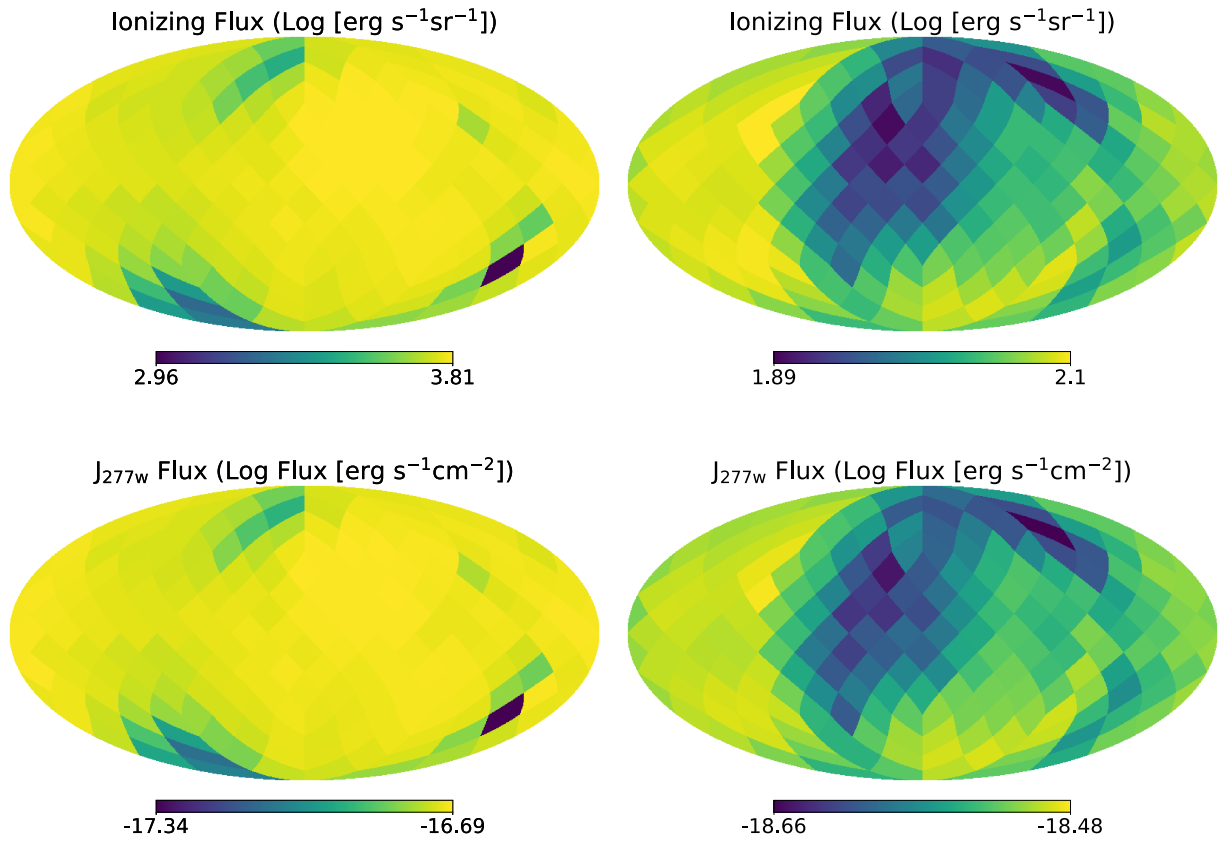 Ionizing Flux (Log [erg s⁻¹sr⁻¹])
Ionizing Flux (Log [erg s⁻¹sr⁻¹])
2.96 3.81
1.89 2.1
J₂₇₇w Flux (Log Flux [erg s⁻¹cm⁻²])
J₂₇₇w Flux (Log Flux [erg s⁻¹cm⁻²])
-17.34 -16.69
-18.66 -18.48